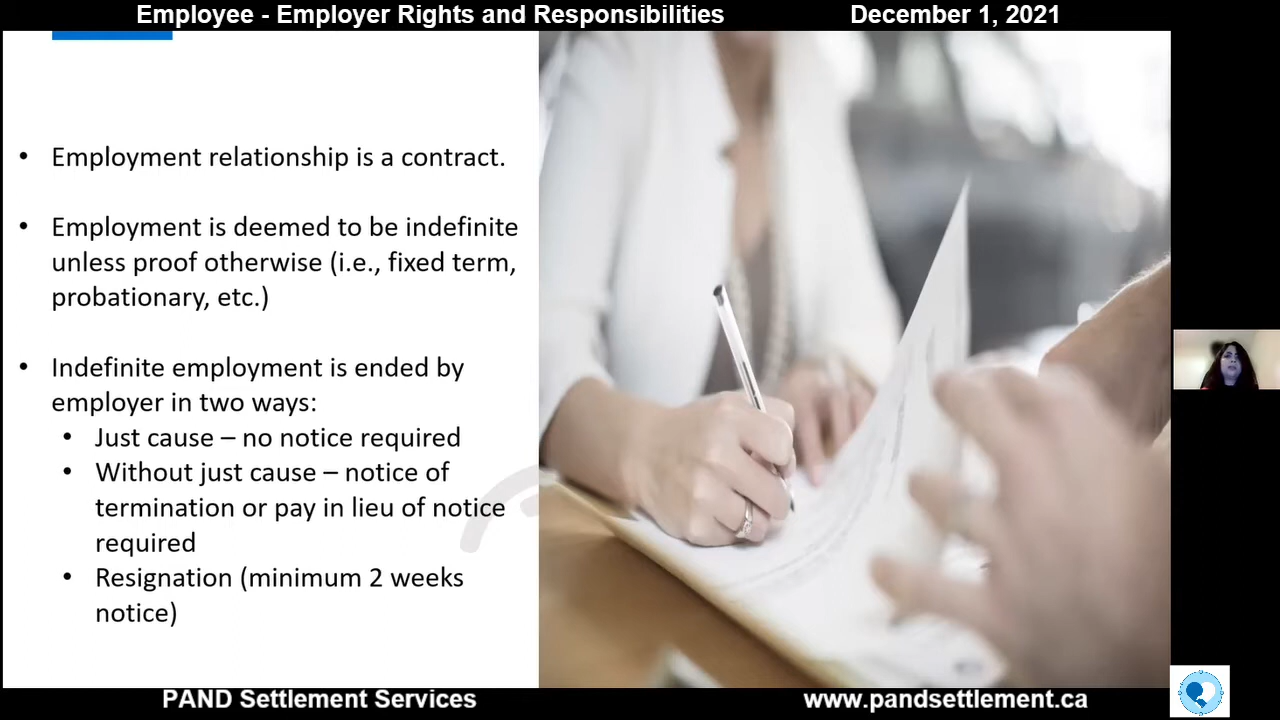 Employee - Employer Rights and Responsibilities
December 1, 2021
• Employment relationship is a contract.
• Employment is deemed to be indefinite
unless proof otherwise (i.e., fixed term,
probationary, etc.)
• Indefinite employment is ended by
employer in two ways:
• Just cause – no notice required
• Without just cause – notice of
termination or pay in lieu of notice
required
• Resignation (minimum 2 weeks
notice)
PAND Settlement Services
www.pandsettlement.ca